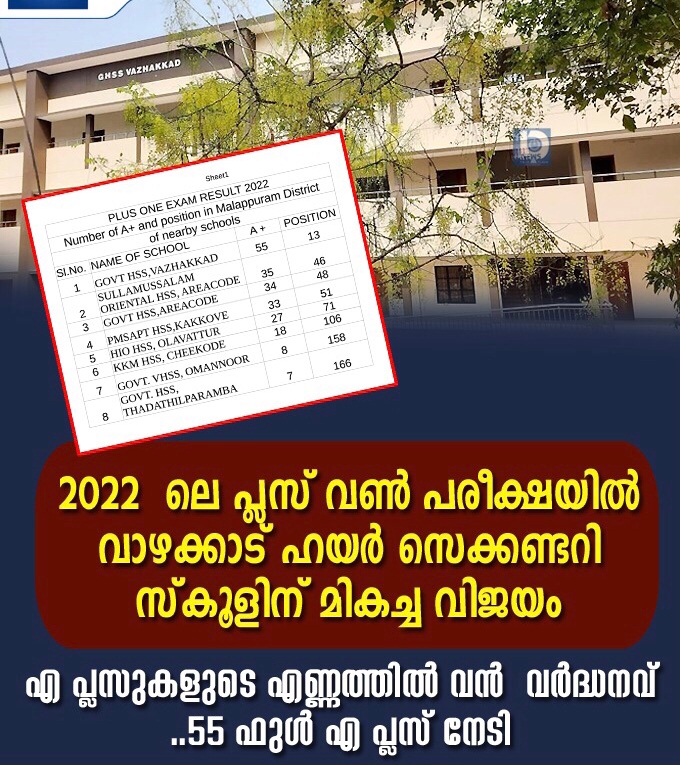 GHSS VAZHAKKAD
Sheet1
PLUS ONE EXAM RESULT 2022
Number of A+ and position in Malappuram District
of nearby schools
Sl.No. NAME OF SCHOOL A + POSITION
1 GOVT HSS,VAZHAKKAD 55 13
2 SULLAMUSSALAM
ORIENTAL HSS, AREACODE 35 46
3 GOVT HSS,AREACODE 34 48
4 PMSAPT HSS,KAKKOVE 33 51
5 HIO HSS, OLAVATTUR 27 71
6 KKM HSS, CHEEKODE 18 106
7 GOVT. VHSS, OMANNOOR 8 158
8 GOVT. HSS,
THADATHILPARAMBA 7 166
2022 ലെ പ്ലസ് വൺ പരീക്ഷയിൽ
വാഴക്കാട് ഹയർ സെക്കണ്ടറി
സ്കൂളിന് മികച്ച വിജയം
എ പ്ലസുകളുടെ എണ്ണത്തിൽ വൻ വർദ്ധനവ്
..55 ഫുൾ എ പ്ലസ് നേടി